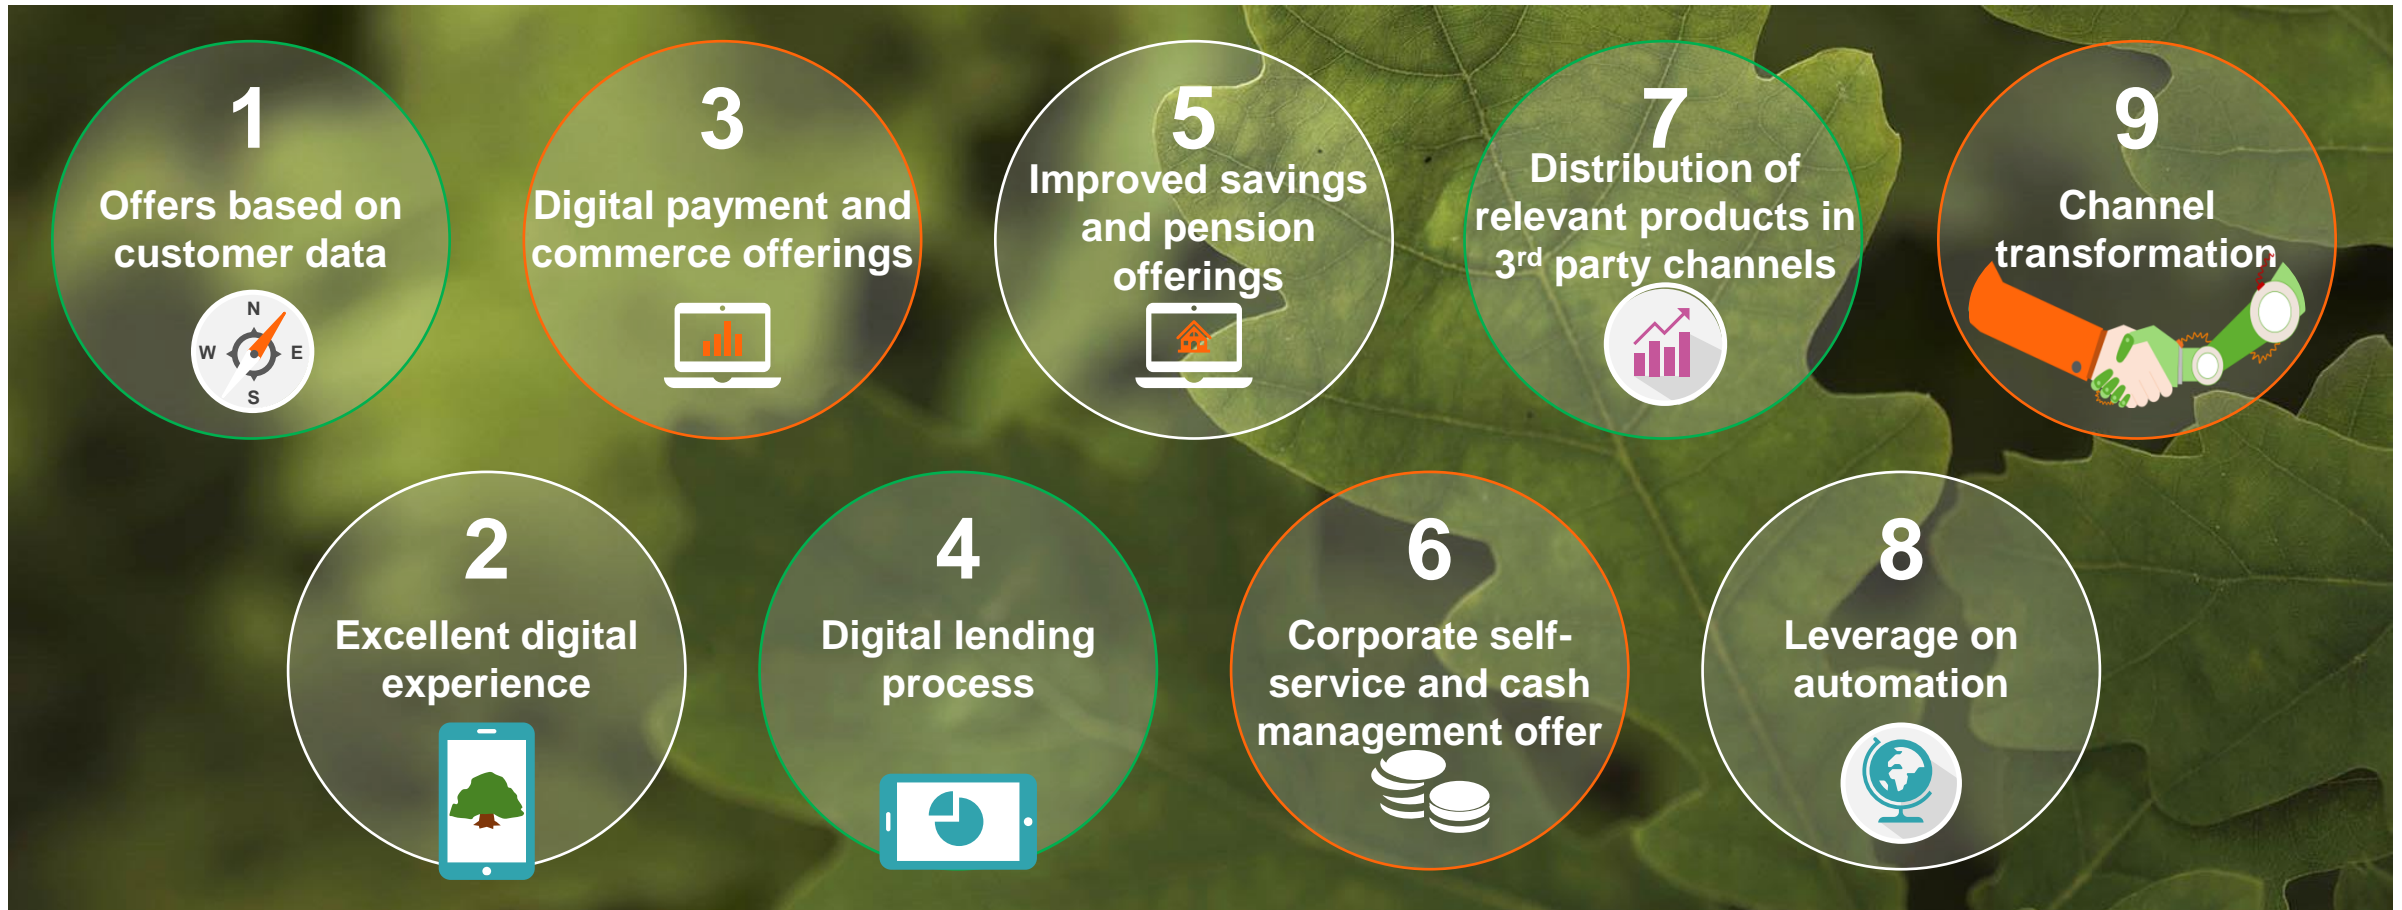 1
Offers based on
customer data
N
W E
S
3
Digital payment and
commerce offerings
5
Improved savings
and pension
offerings
7
Distribution of
relevant products in
3rd party channels
9
Channel
transformation
2
Excellent digital
experience
4
Digital lending
process
6
Corporate self-
service and cash
management offer
8
Leverage on
automation